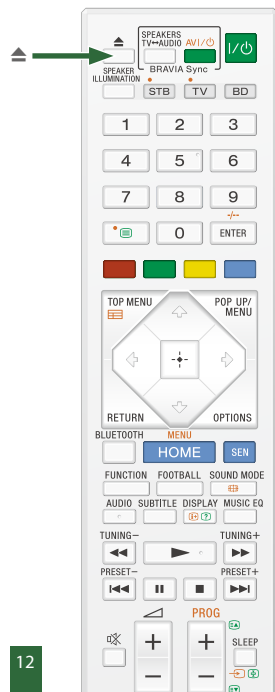 SPEAKERS
TV↔AUDIO AV I/⏻
I/⏻
SPEAKER
ILLUMINATION
BRAVIA Sync
STB TV BD
1 2 3
4 5 6
7 8 9
-/--
0 ENTER
TOP MENU POP UP/
MENU
RETURN OPTIONS
BLUETOOTH MENU
HOME SEN
FUNCTION FOOTBALL SOUND MODE
AUDIO SUBTITLE DISPLAY MUSIC EQ
TUNING– TUNING+
PRESET– PRESET+
PROG
+ + SLEEP
– –
12